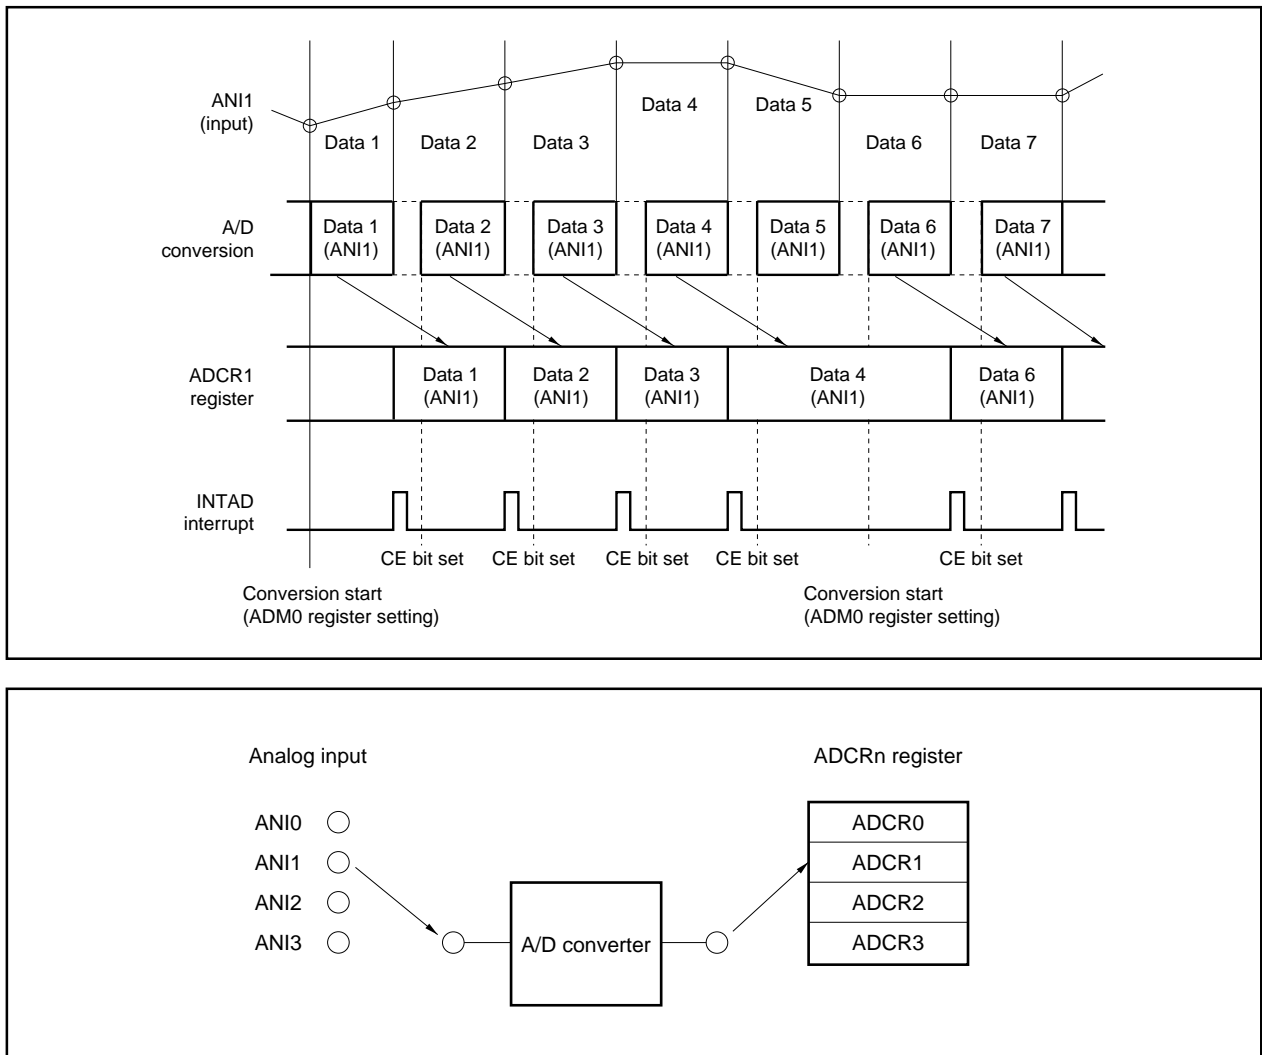 ANI1
(input)
Data 1
Data 2
Data 3
Data 4
Data 5
Data 6
Data 7
A/D
conversion
Data 1
(ANI1)
Data 2
(ANI1)
Data 3
(ANI1)
Data 4
(ANI1)
Data 5
(ANI1)
Data 6
(ANI1)
Data 7
(ANI1)
ADCR1
register
Data 1
(ANI1)
Data 2
(ANI1)
Data 3
(ANI1)
Data 4
(ANI1)
Data 6
(ANI1)
INTAD
interrupt
CE bit set
CE bit set
CE bit set
CE bit set
CE bit set
Conversion start
(ADM0 register setting)
Conversion start
(ADM0 register setting)
Analog input
ADCRn register
ANI0
ANI1
ANI2
ANI3
A/D converter
ADCR0
ADCR1
ADCR2
ADCR3